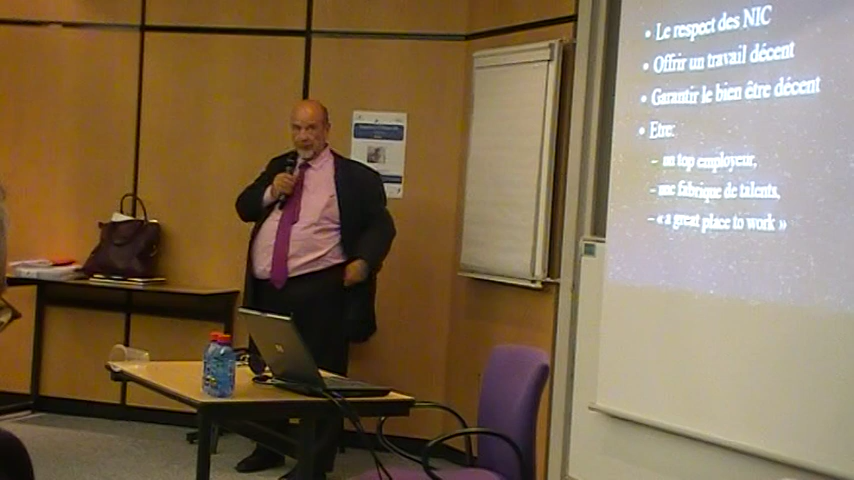 • Le respect des NIC
• Offrir un travail décent
• Garantir le bien être décent
• Etre:
– un top employeur,
– une fabrique de talents,
– « a great place to work »